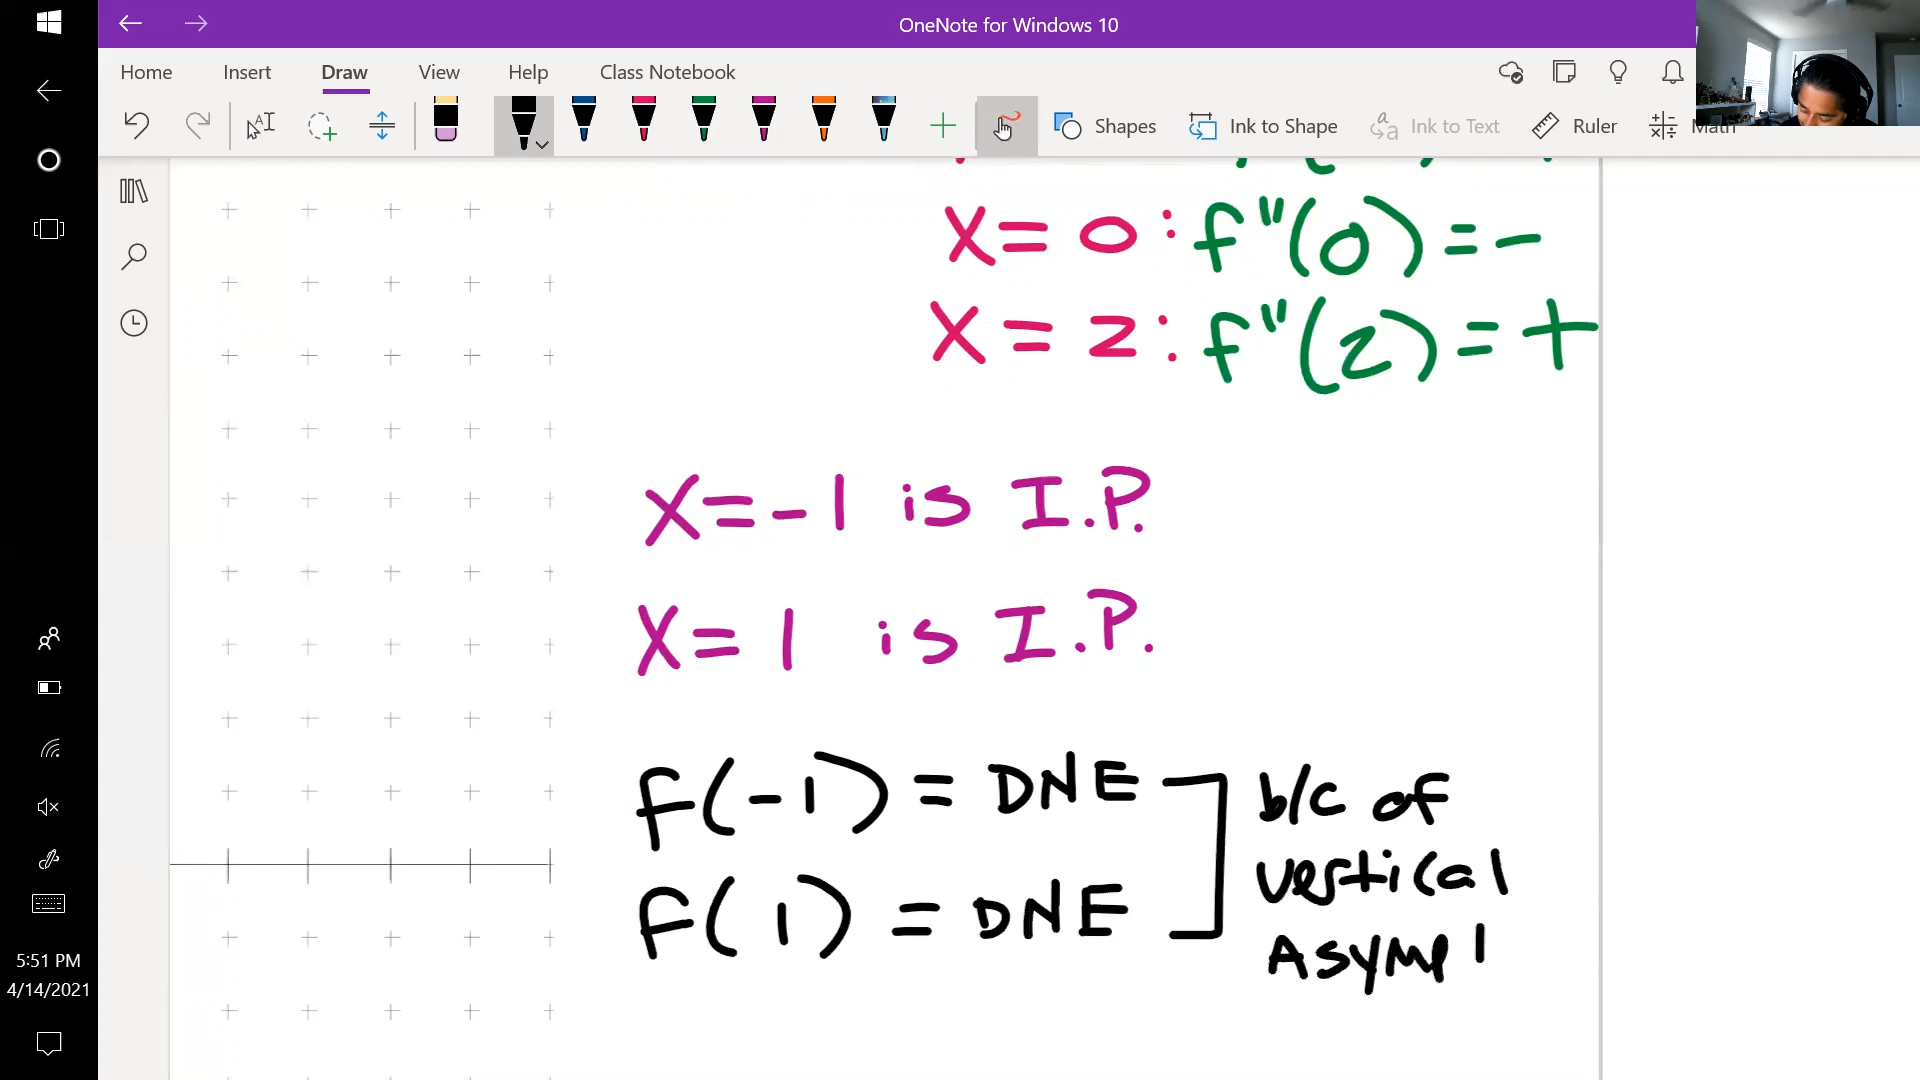 OneNote for Windows 10
Home Insert Draw View Help Class Notebook
Shapes Ink to Shape Ink to Text Ruler Math
X = 0 : f"(0) = -
X = 2 : f"(2) = +
X = -1 is I.P.
X = 1 is I.P.
f(-1) = DNE b/c of
vertical
f(1) = DNE
Asymp
5:51 PM
4/14/2021